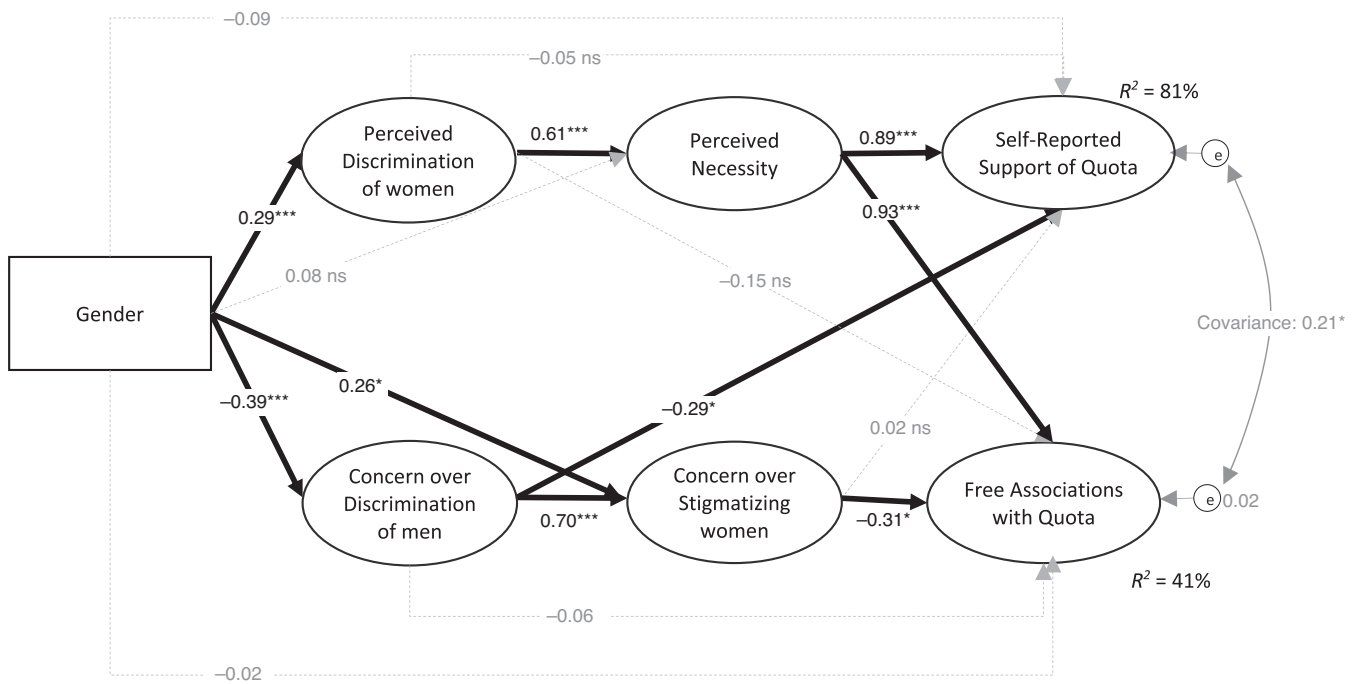 –0.09
–0.05 ns
R² = 81%
Perceived
Discrimination
of women
0.61***
Perceived
Necessity
0.89***
Self-Reported
Support of Quota
e
0.29***
0.93***
0.08 ns
–0.15 ns
Gender
Covariance: 0.21*
0.26*
–0.39***
–0.29*
0.02 ns
Concern over
Discrimination
of men
0.70***
Concern over
Stigmatizing
women
–0.31*
Free Associations
with Quota
e
0.02
R² = 41%
–0.06
–0.02